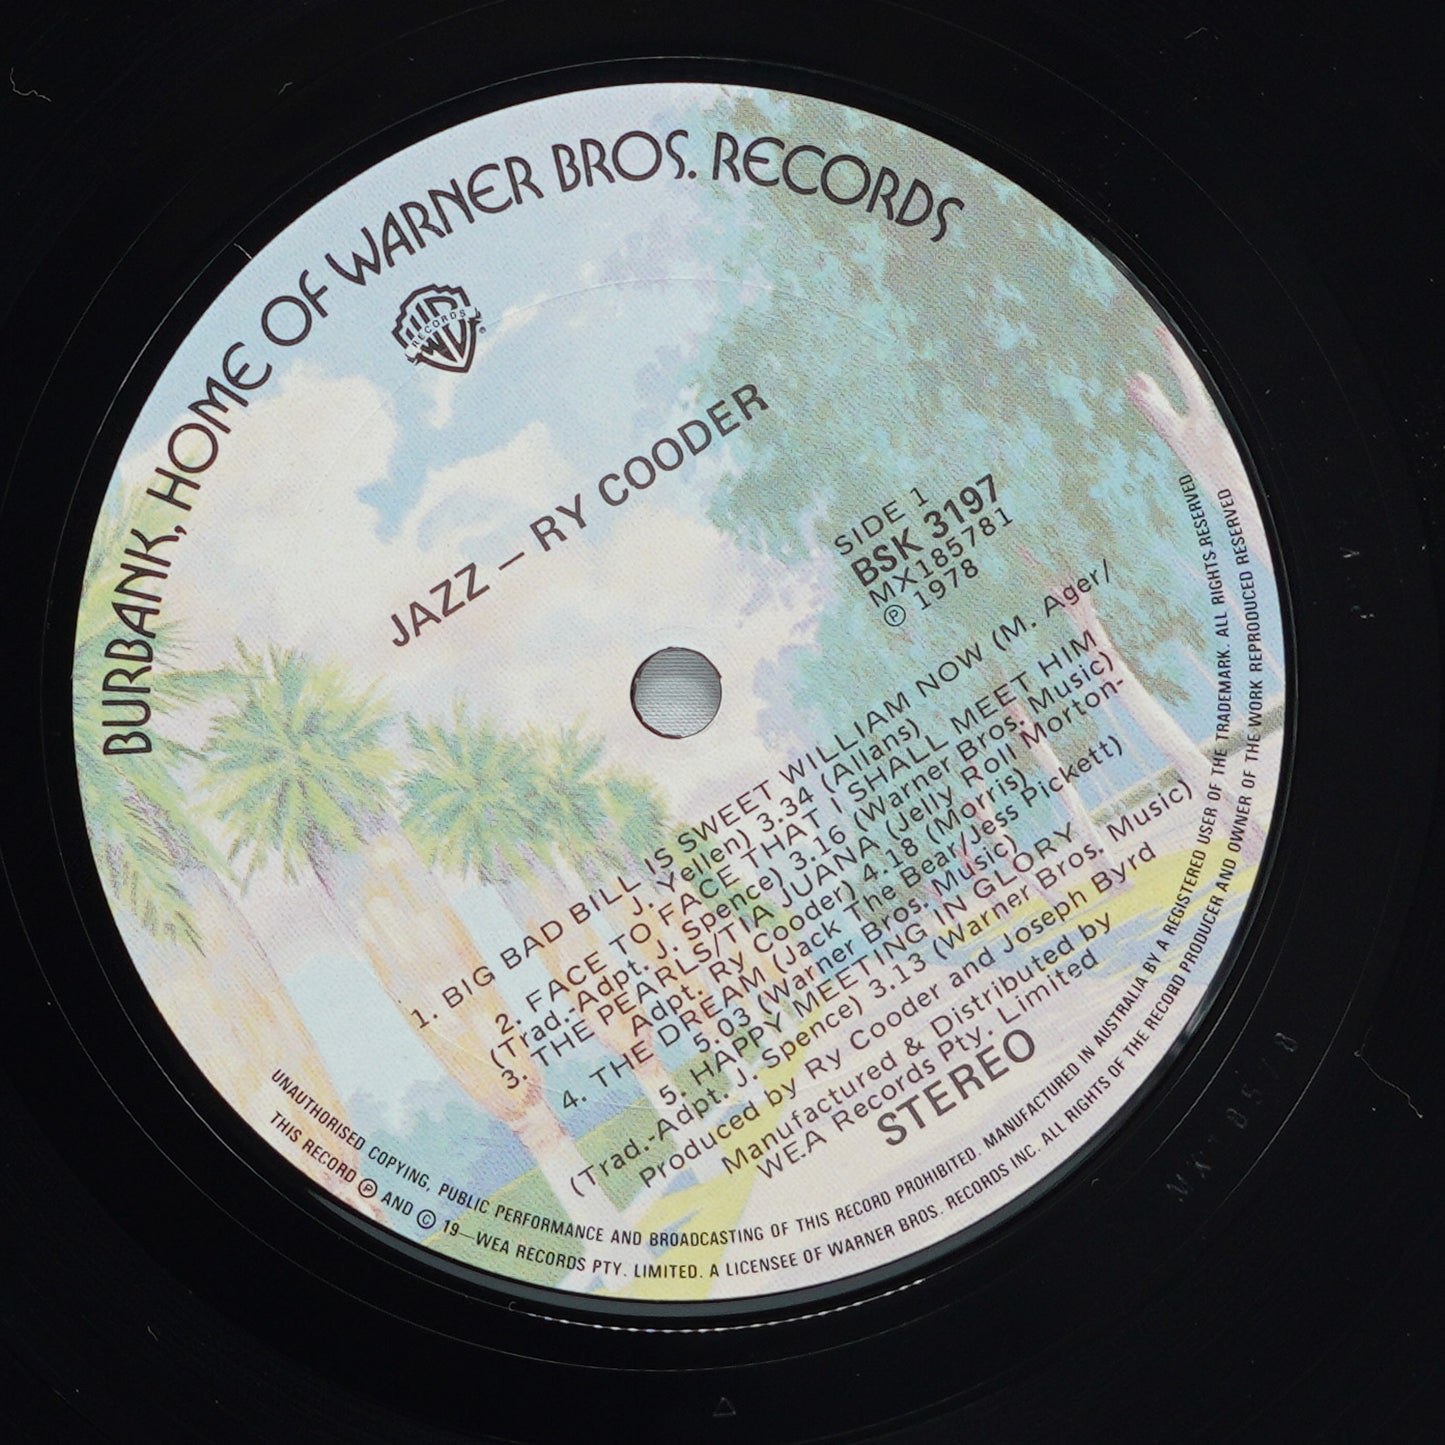 BURBANK, HOME OF WARNER BROS. RECORDS
W
RECORDS
®
JAZZ – RY COODER
SIDE 1
BSK 3197
MX185781
Ⓟ 1978
1. BIG BAD BILL IS SWEET WILLIAM NOW (M. Ager/
J. Yellen) 3.34 (Allans)
2. FACE TO FACE THAT I SHALL MEET HIM
(Trad.-Adpt. J. Spence) 3.16 (Warner Bros. Music)
3. THE PEARLS/TIA JUANA (Jelly Roll Morton-
Adpt. Ry Cooder) 4.18 (Morris)
4. THE DREAM (Jack The Bear/Jess Pickett)
5.03 (Warner Bros. Music)
5. HAPPY MEETING IN GLORY
(Trad.-Adpt. J. Spence) 3.13 (Warner Bros. Music)
Produced by Ry Cooder and Joseph Byrd
Manufactured & Distributed by
WEA Records Pty. Limited
STEREO
UNAUTHORISED COPYING, PUBLIC PERFORMANCE AND BROADCASTING OF THIS RECORD PROHIBITED. MANUFACTURED IN AUSTRALIA BY A REGISTERED USER OF THE TRADEMARK. ALL RIGHTS RESERVED
THIS RECORD Ⓟ AND © 19—WEA RECORDS PTY. LIMITED. A LICENSEE OF WARNER BROS. RECORDS INC. ALL RIGHTS OF THE RECORD PRODUCER AND OWNER OF THE WORK REPRODUCED RESERVED